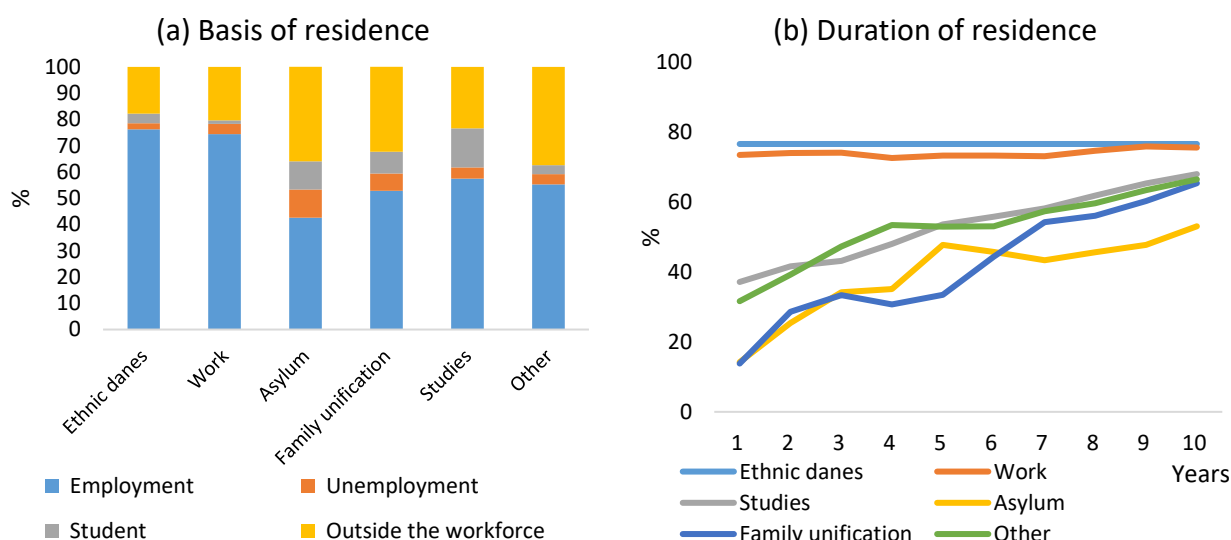 (a) Basis of residence
100
90
80
70
60
50
40
30
20
10
0
%
Ethnic danes
Work
Asylum
Family unification
Studies
Other
Employment
Unemployment
Student
Outside the workforce
(b) Duration of residence
100
80
60
40
20
0
%
1 2 3 4 5 6 7 8 9 10
Years
Ethnic danes
Work
Studies
Asylum
Family unification
Other